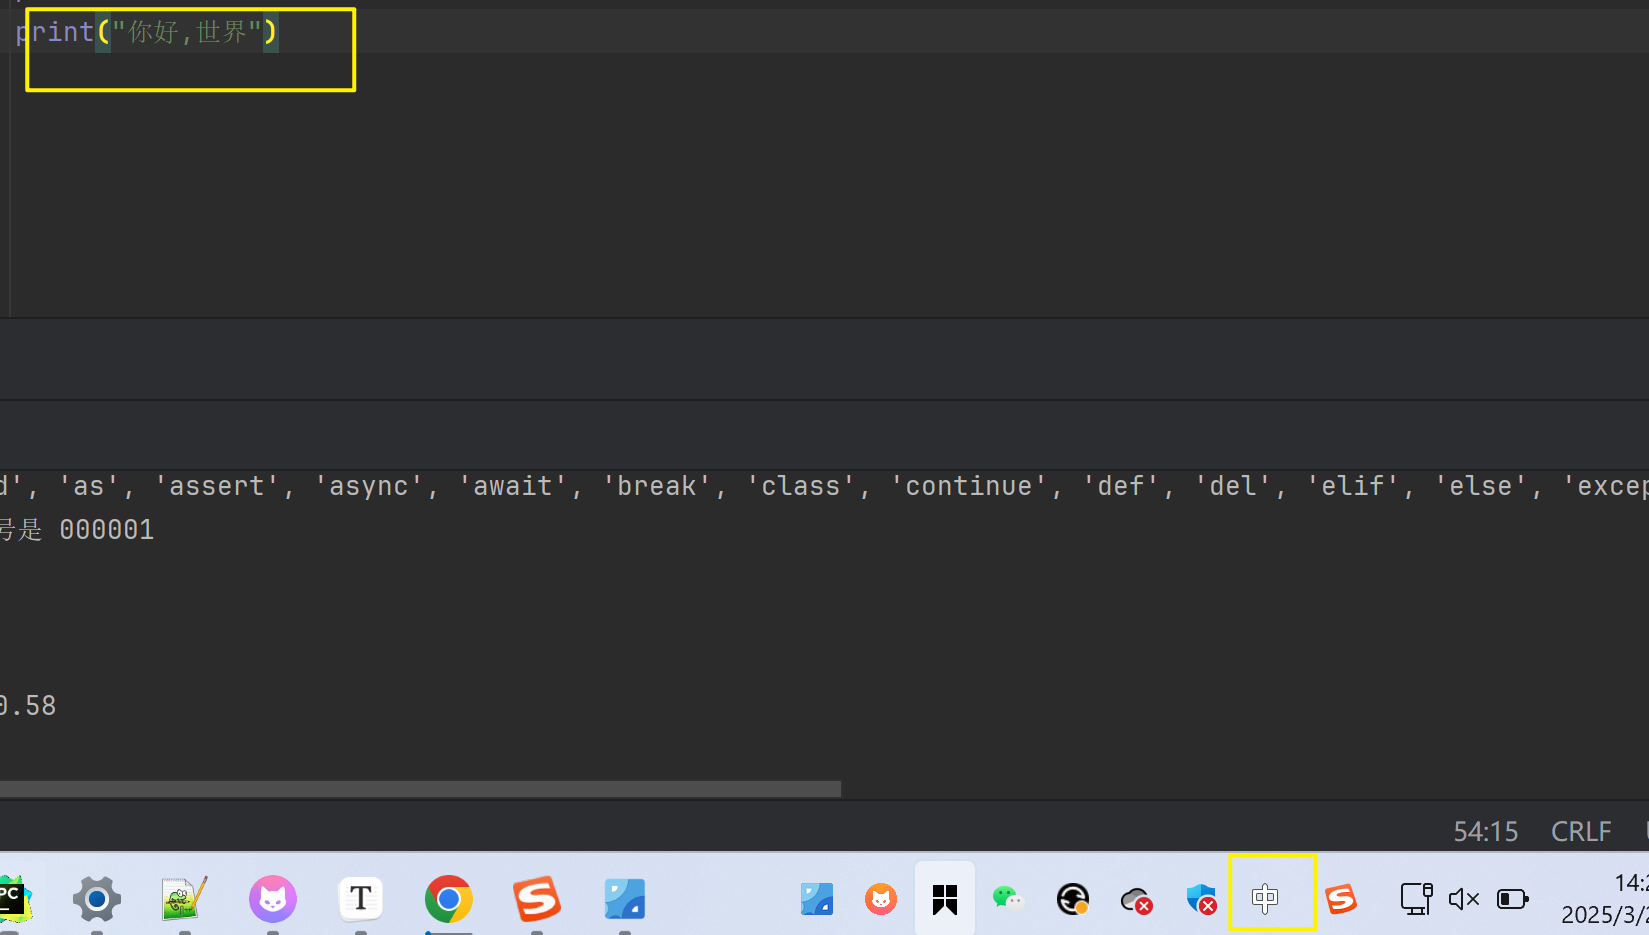 print("你好,世界")
d', 'as', 'assert', 'async', 'await', 'break', 'class', 'continue', 'def', 'del', 'elif', 'else', 'excep
号是 000001
0.58
54:15 CRLF
PC T S 中 S 14:2
2025/3/2